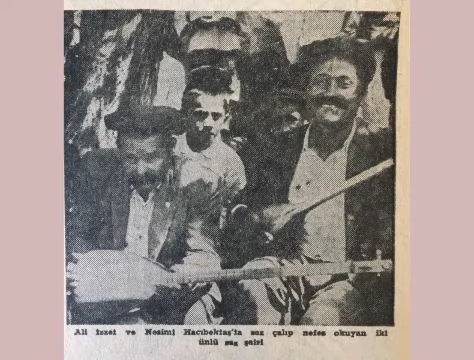 Ali İzzet ve Nesimi Hacıbektaş'ta saz çalıp nefes okuyan iki
ünlü saz şairi